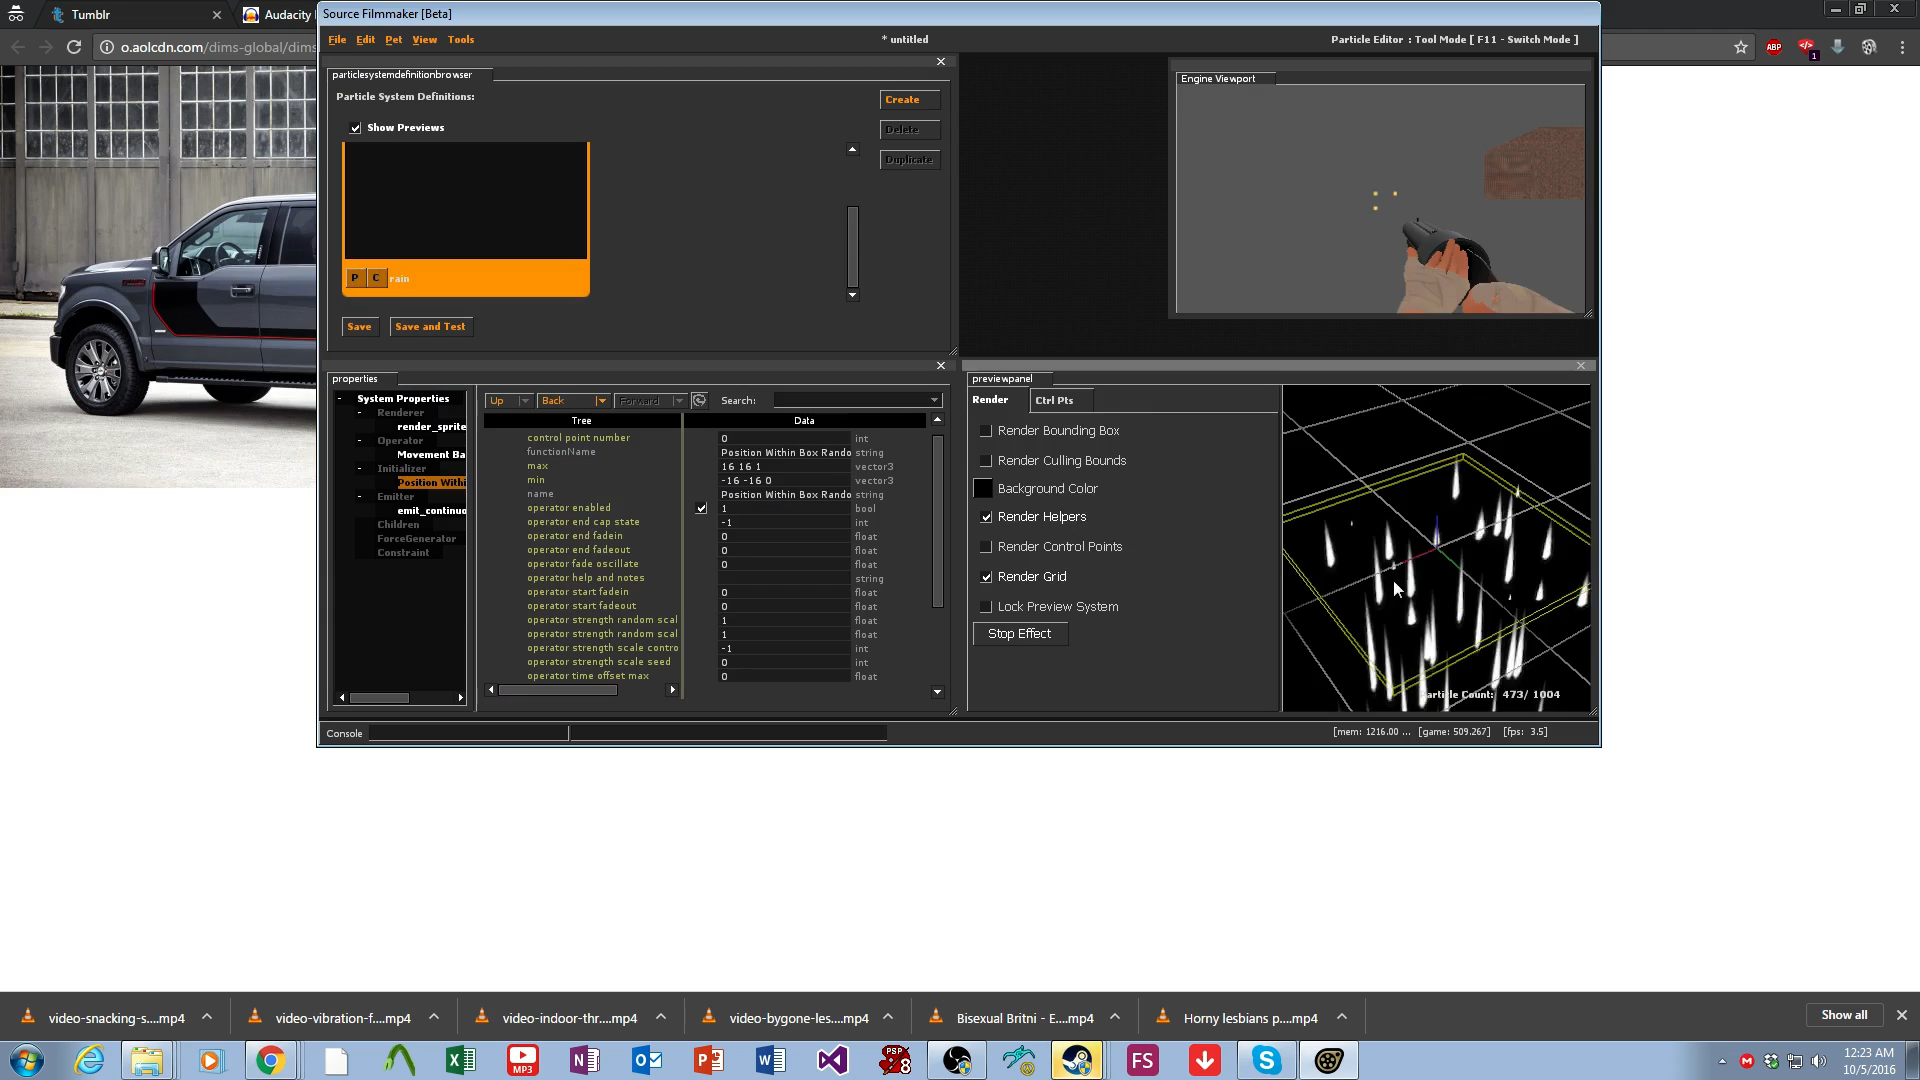 Tumblr
Audacity
o.aolcdn.com/dims-global/dims
ABP
1
Source Filmmaker [Beta]
File Edit Pet View Tools
* untitled
Particle Editor : Tool Mode [ F11 - Switch Mode ]
particlesystemdefinitionbrowser
Particle System Definitions:
Show Previews
Create
Delete
Duplicate
P C rain
Save
Save and Test
Engine Viewport
properties
System Properties
Renderer
render_sprite
Operator
Movement Ba
Initializer
Position Withi
Emitter
emit_continuo
Children
ForceGenerator
Constraint
Up Back Forward Search:
Tree Data
control point number 0 int
functionName Position Within Box Rando string
max 16 16 1 vector3
min -16 -16 0 vector3
name Position Within Box Rando string
operator enabled 1 bool
operator end cap state -1 int
operator end fadein 0 float
operator end fadeout 0 float
operator fade oscillate 0 float
operator help and notes string
operator start fadein 0 float
operator start fadeout 0 float
operator strength random scal 1 float
operator strength random scal 1 float
operator strength scale contro -1 int
operator strength scale seed 0 int
operator time offset max 0 float
previewpanel
Render Ctrl Pts
Render Bounding Box
Render Culling Bounds
Background Color
Render Helpers
Render Control Points
Render Grid
Lock Preview System
Stop Effect
Particle Count: 473/ 1004
Console
[mem: 1216.00 ... [game: 509.267] [fps: 3.5]
video-snacking-s....mp4
video-vibration-f....mp4
video-indoor-thr....mp4
video-bygone-les....mp4
Bisexual Britni - E....mp4
Horny lesbians p....mp4
Show all
MP3
PSP
8
FS
12:23 AM
10/5/2016